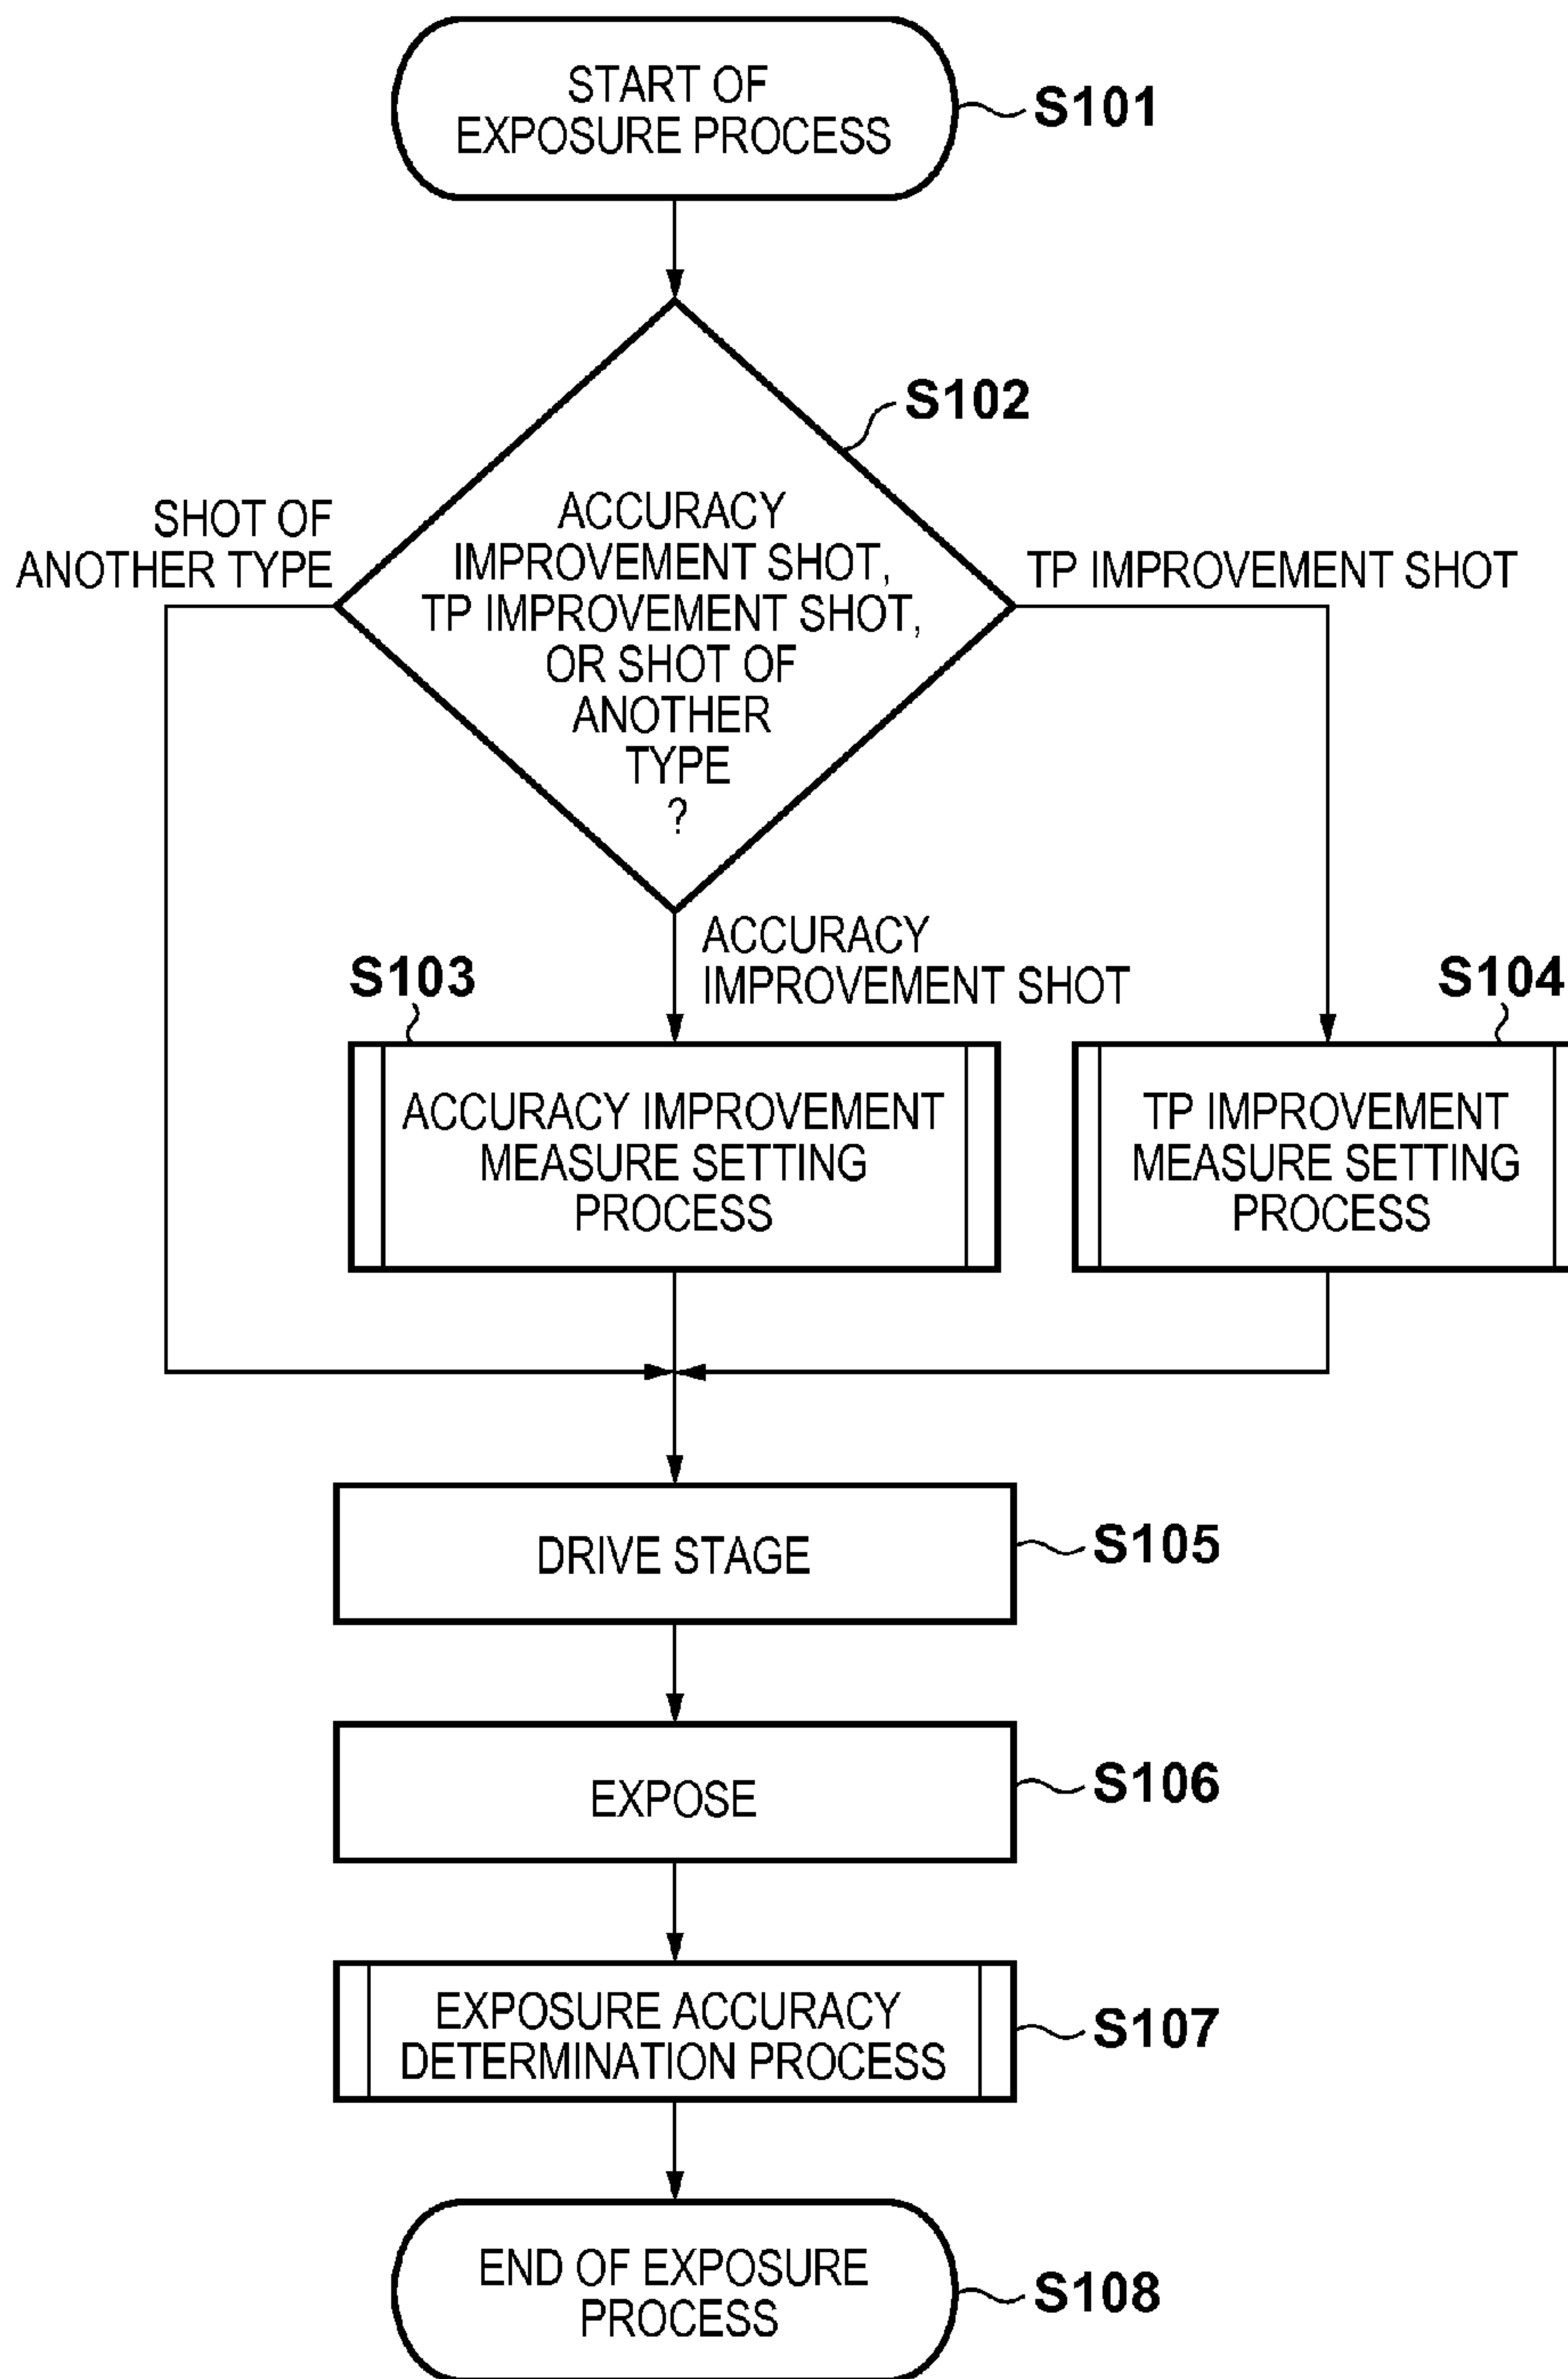 START OF
EXPOSURE PROCESS
S101
S102
SHOT OF
ANOTHER TYPE
ACCURACY
IMPROVEMENT SHOT,
TP IMPROVEMENT SHOT,
OR SHOT OF
ANOTHER
TYPE
?
TP IMPROVEMENT SHOT
ACCURACY
IMPROVEMENT SHOT
S103
S104
ACCURACY IMPROVEMENT
MEASURE SETTING
PROCESS
TP IMPROVEMENT
MEASURE SETTING
PROCESS
DRIVE STAGE
S105
EXPOSE
S106
EXPOSURE ACCURACY
DETERMINATION PROCESS
S107
END OF EXPOSURE
PROCESS
S108